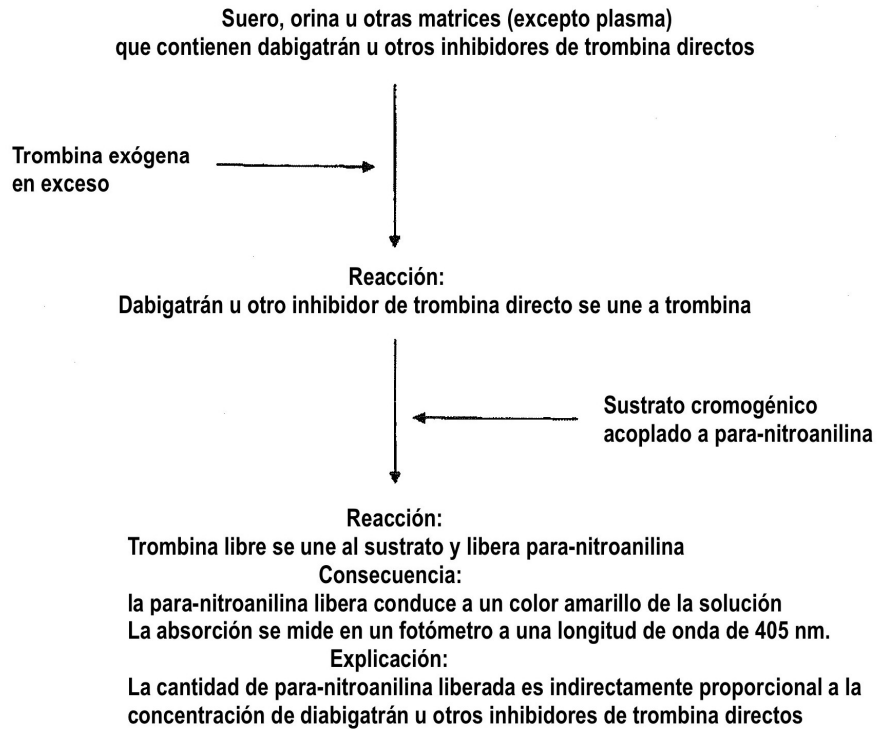 Suero, orina u otras matrices (excepto plasma)
que contienen dabigatrán u otros inhibidores de trombina directos
Trombina exógena
en exceso
Reacción:
Dabigatrán u otro inhibidor de trombina directo se une a trombina
Sustrato cromogénico
acoplado a para-nitroanilina
Reacción:
Trombina libre se une al sustrato y libera para-nitroanilina
Consecuencia:
la para-nitroanilina libera conduce a un color amarillo de la solución
La absorción se mide en un fotómetro a una longitud de onda de 405 nm.
Explicación:
La cantidad de para-nitroanilina liberada es indirectamente proporcional a la
concentración de diabigatrán u otros inhibidores de trombina directos